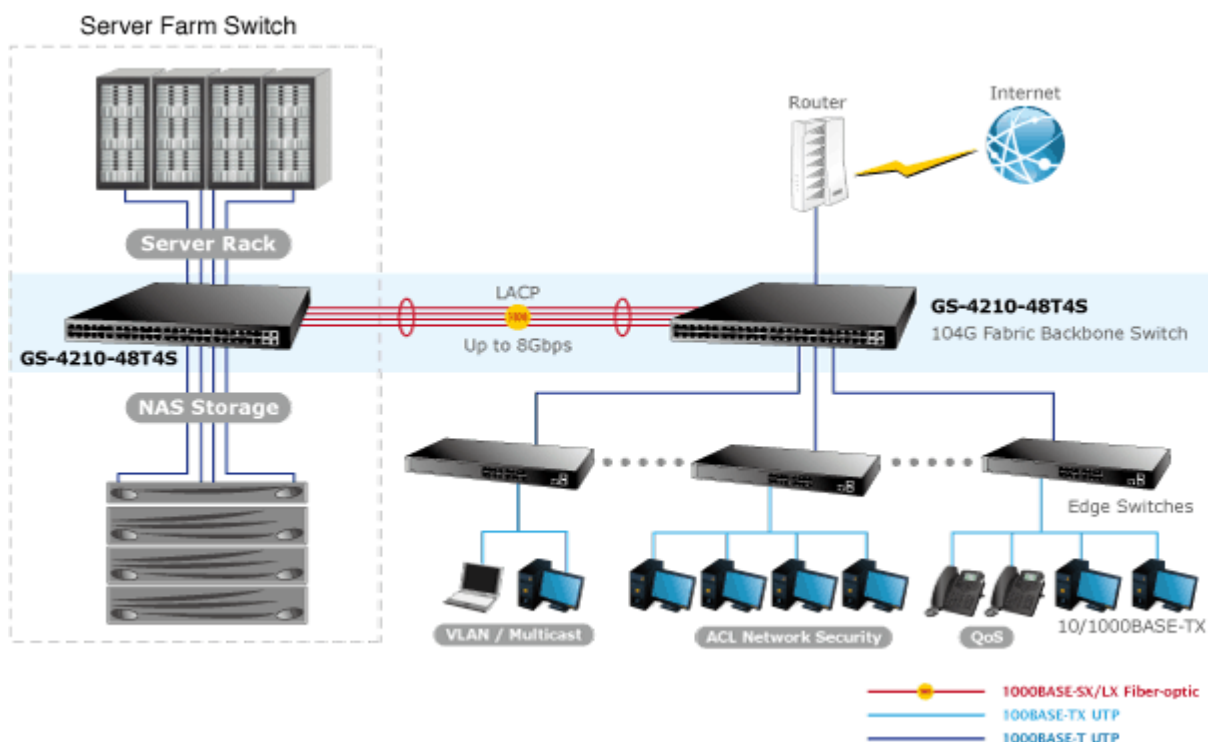 Server Farm Switch
Router
Internet
Server Rack
LACP
1000
Up to 8Gbps
GS-4210-48T4S
104G Fabric Backbone Switch
GS-4210-48T4S
NAS Storage
Edge Switches
VLAN / Multicast
ACL Network Security
QoS
10/1000BASE-TX
1000BASE-SX/LX Fiber-optic
100BASE-TX UTP
1000BASE-T UTP